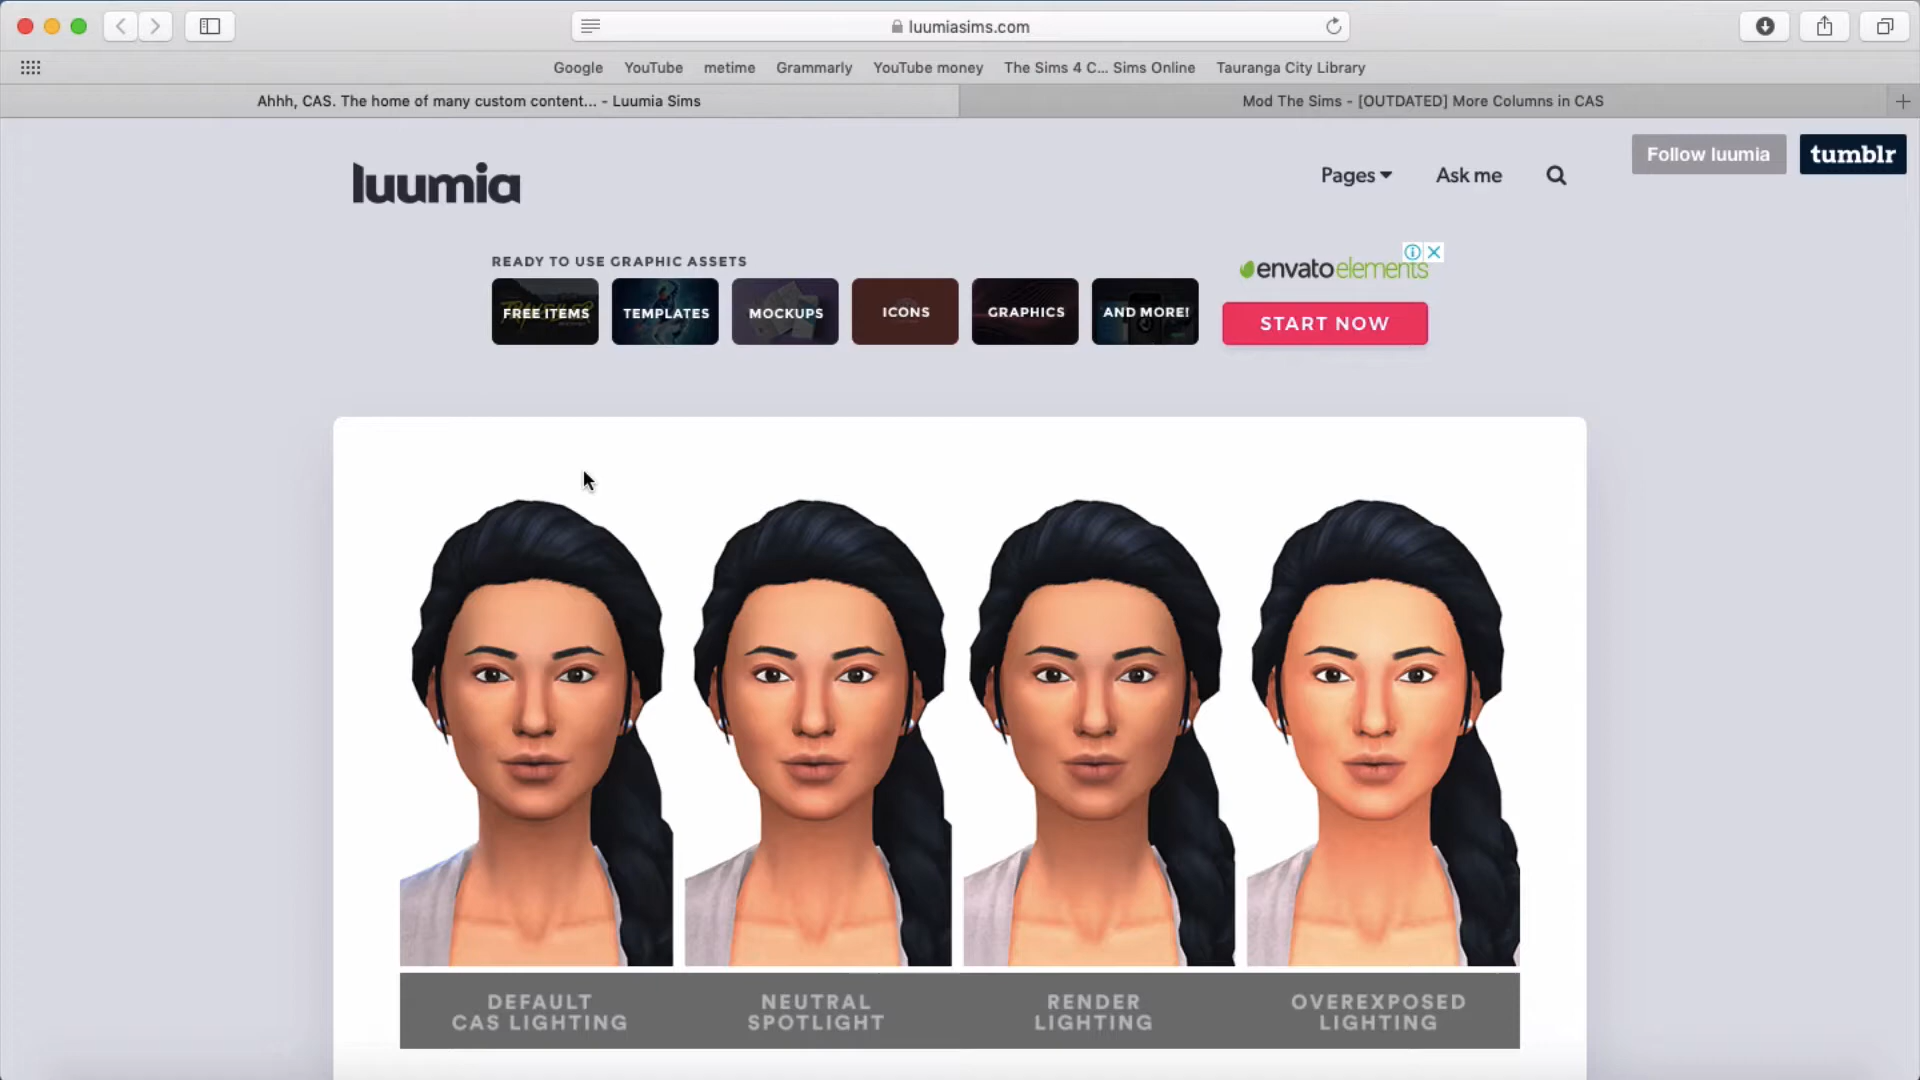 luumiasims.com
Google YouTube metime Grammarly YouTube money The Sims 4 C... Sims Online Tauranga City Library
Ahhh, CAS. The home of many custom content... - Luumia Sims
Mod The Sims - [OUTDATED] More Columns in CAS
luumia
Pages
Ask me
Follow luumia
tumblr
READY TO USE GRAPHIC ASSETS
envatoelements
FREE ITEMS
TEMPLATES
MOCKUPS
ICONS
GRAPHICS
AND MORE!
START NOW
DEFAULT
CAS LIGHTING
NEUTRAL
SPOTLIGHT
RENDER
LIGHTING
OVEREXPOSED
LIGHTING